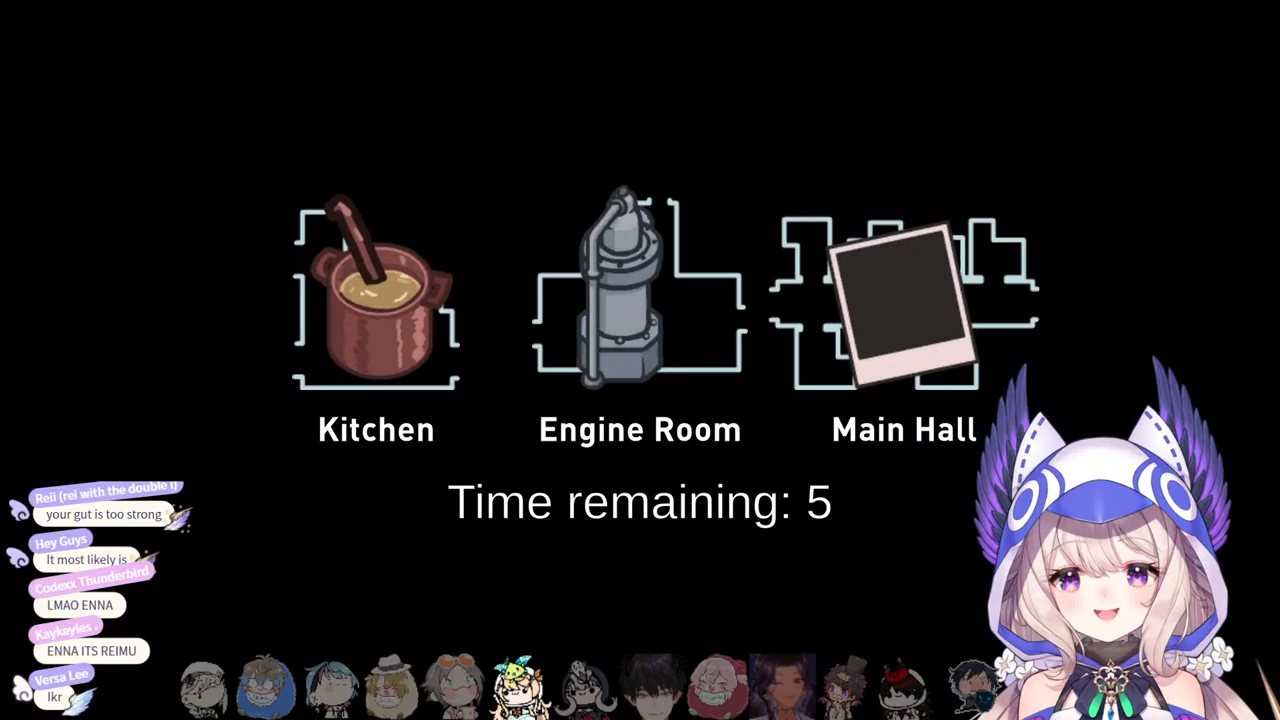 Kitchen
Engine Room
Main Hall
Time remaining: 5
Reii (rei with the double i)
your gut is too strong
Hey Guys
It most likely is
Codexx Thunderbird
LMAO ENNA
Kaykeyles .
ENNA ITS REIMU
Versa Lee
Ikr